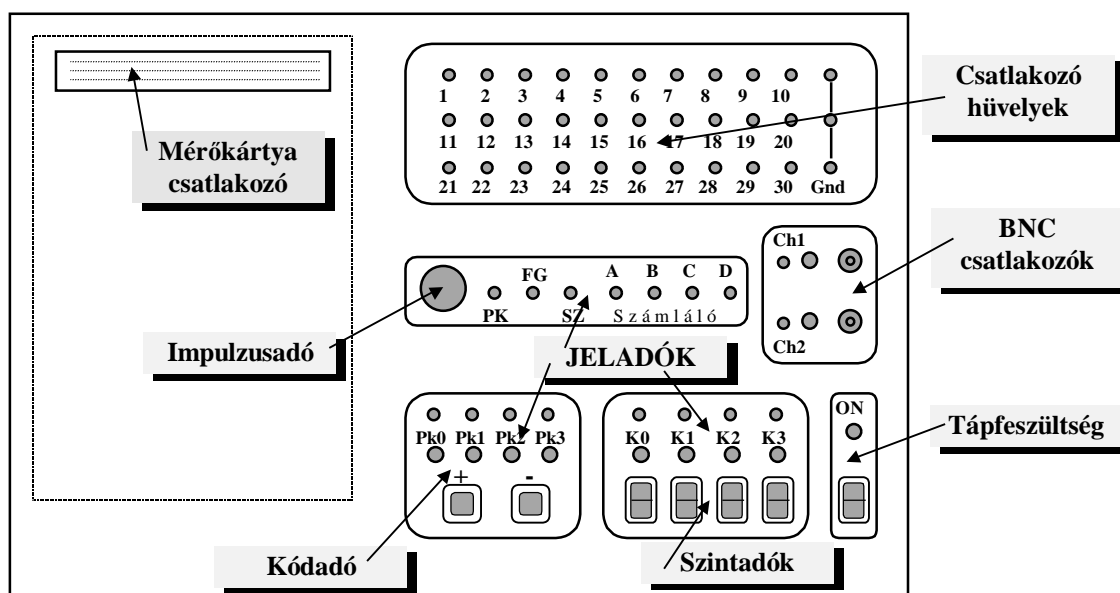 1 2 3 4 5 6 7 8 9 10
11 12 13 14 15 16 17 18 19 20
21 22 23 24 25 26 27 28 29 30 Gnd
Csatlakozó
hüvelyek
Mérőkártya
csatlakozó
Ch1
Ch2
BNC
csatlakozók
FG A B C D
PK SZ Számláló
Impulzusadó
JELADÓK
Pk0 Pk1 Pk2 Pk3
+ -
K0 K1 K2 K3
ON
Tápfeszültség
Kódadó
Szintadók